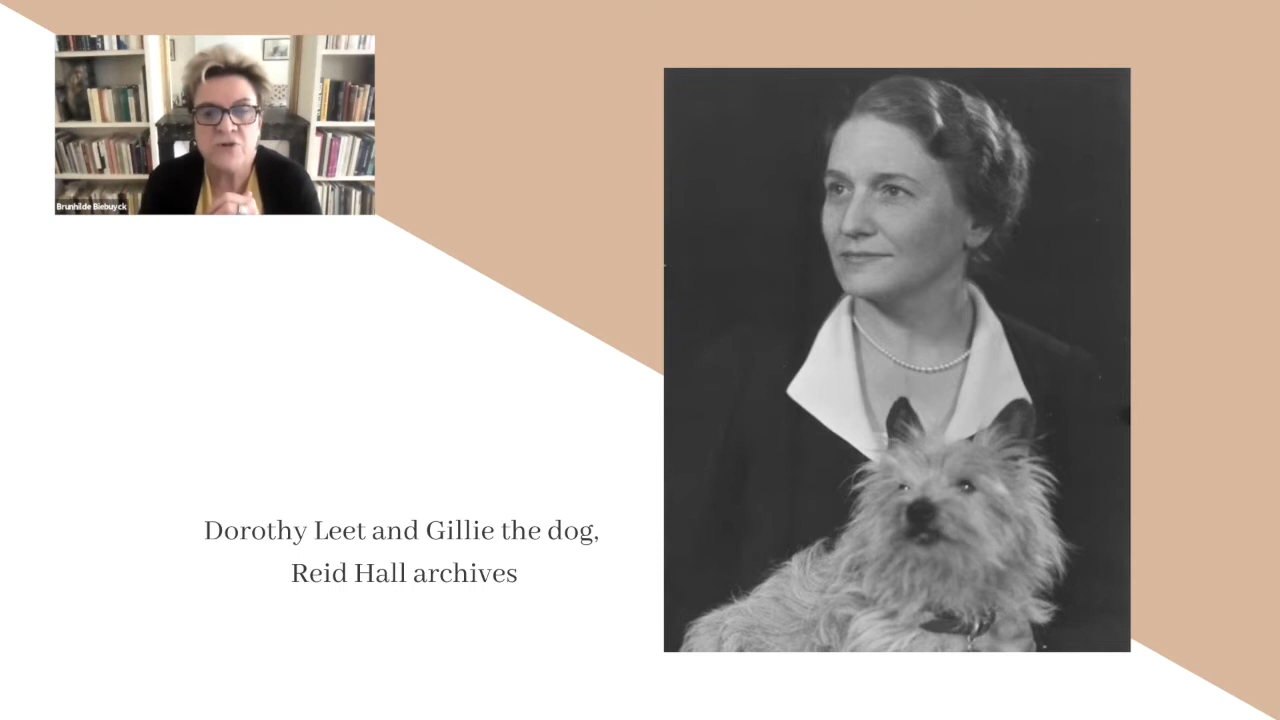 Brunhilde Biebuyck
Dorothy Leet and Gillie the dog,
Reid Hall archives